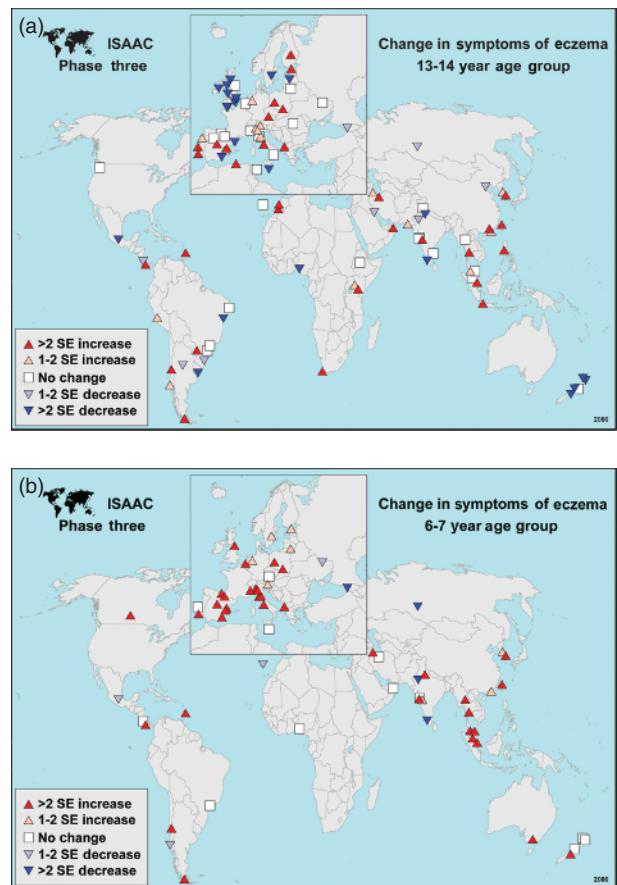 (a)
ISAAC
Phase three
Change in symptoms of eczema
13-14 year age group
>2 SE increase
1-2 SE increase
No change
1-2 SE decrease
>2 SE decrease
2006
(b)
ISAAC
Phase three
Change in symptoms of eczema
6-7 year age group
>2 SE increase
1-2 SE increase
No change
1-2 SE decrease
>2 SE decrease
2006